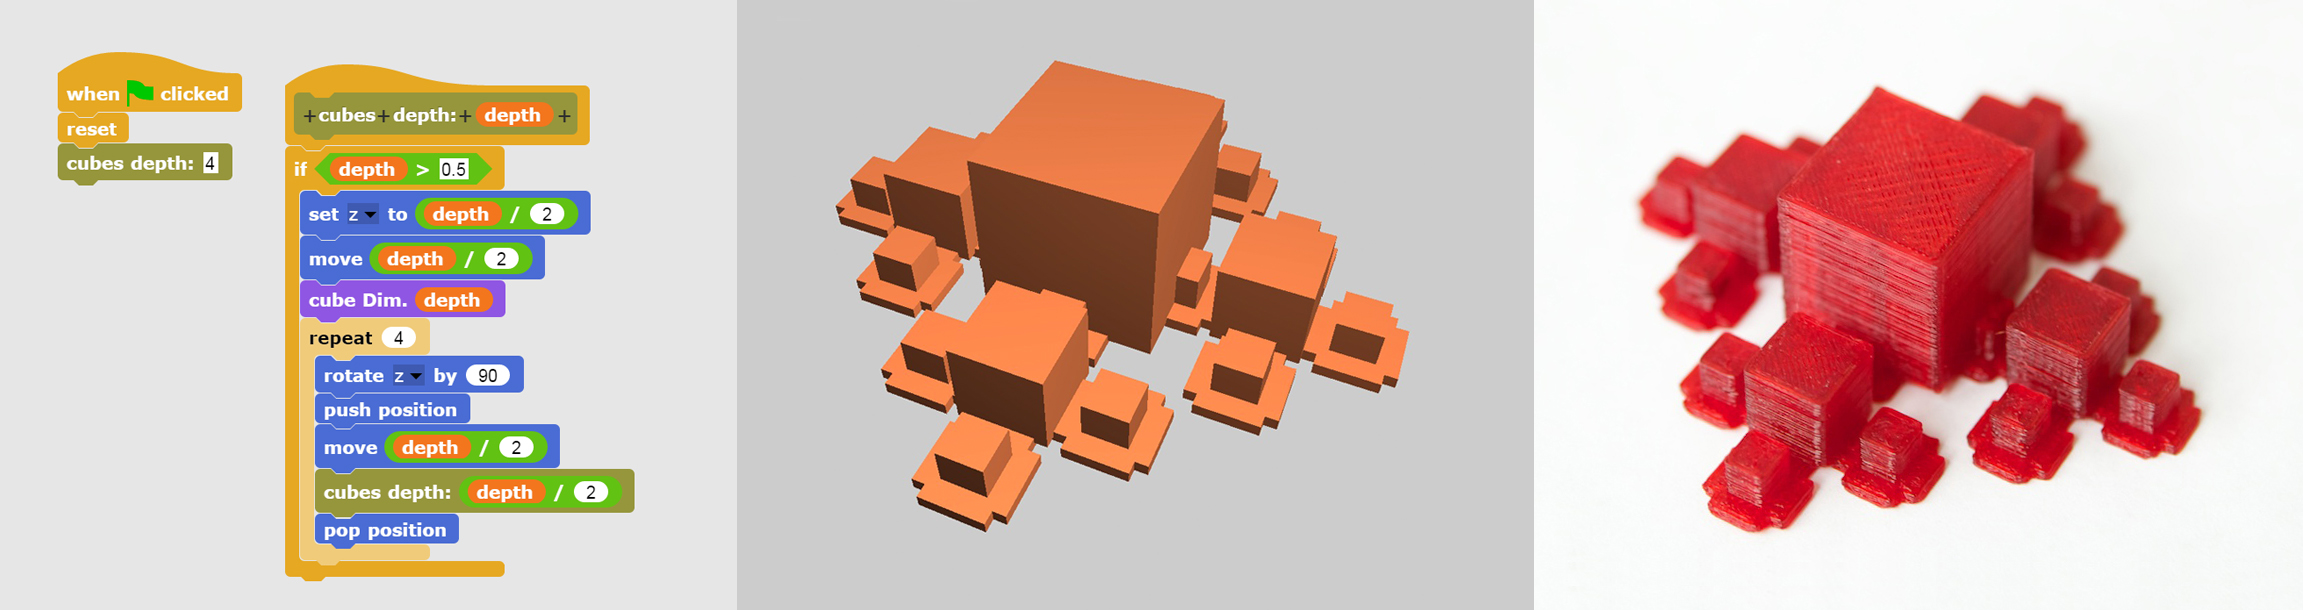 when clicked
reset
cubes depth: 4
+cubes+depth:+ depth +
if depth > 0.5
set z to depth / 2
move depth / 2
cube Dim. depth
repeat 4
rotate z by 90
push position
move depth / 2
cubes depth: depth / 2
pop position